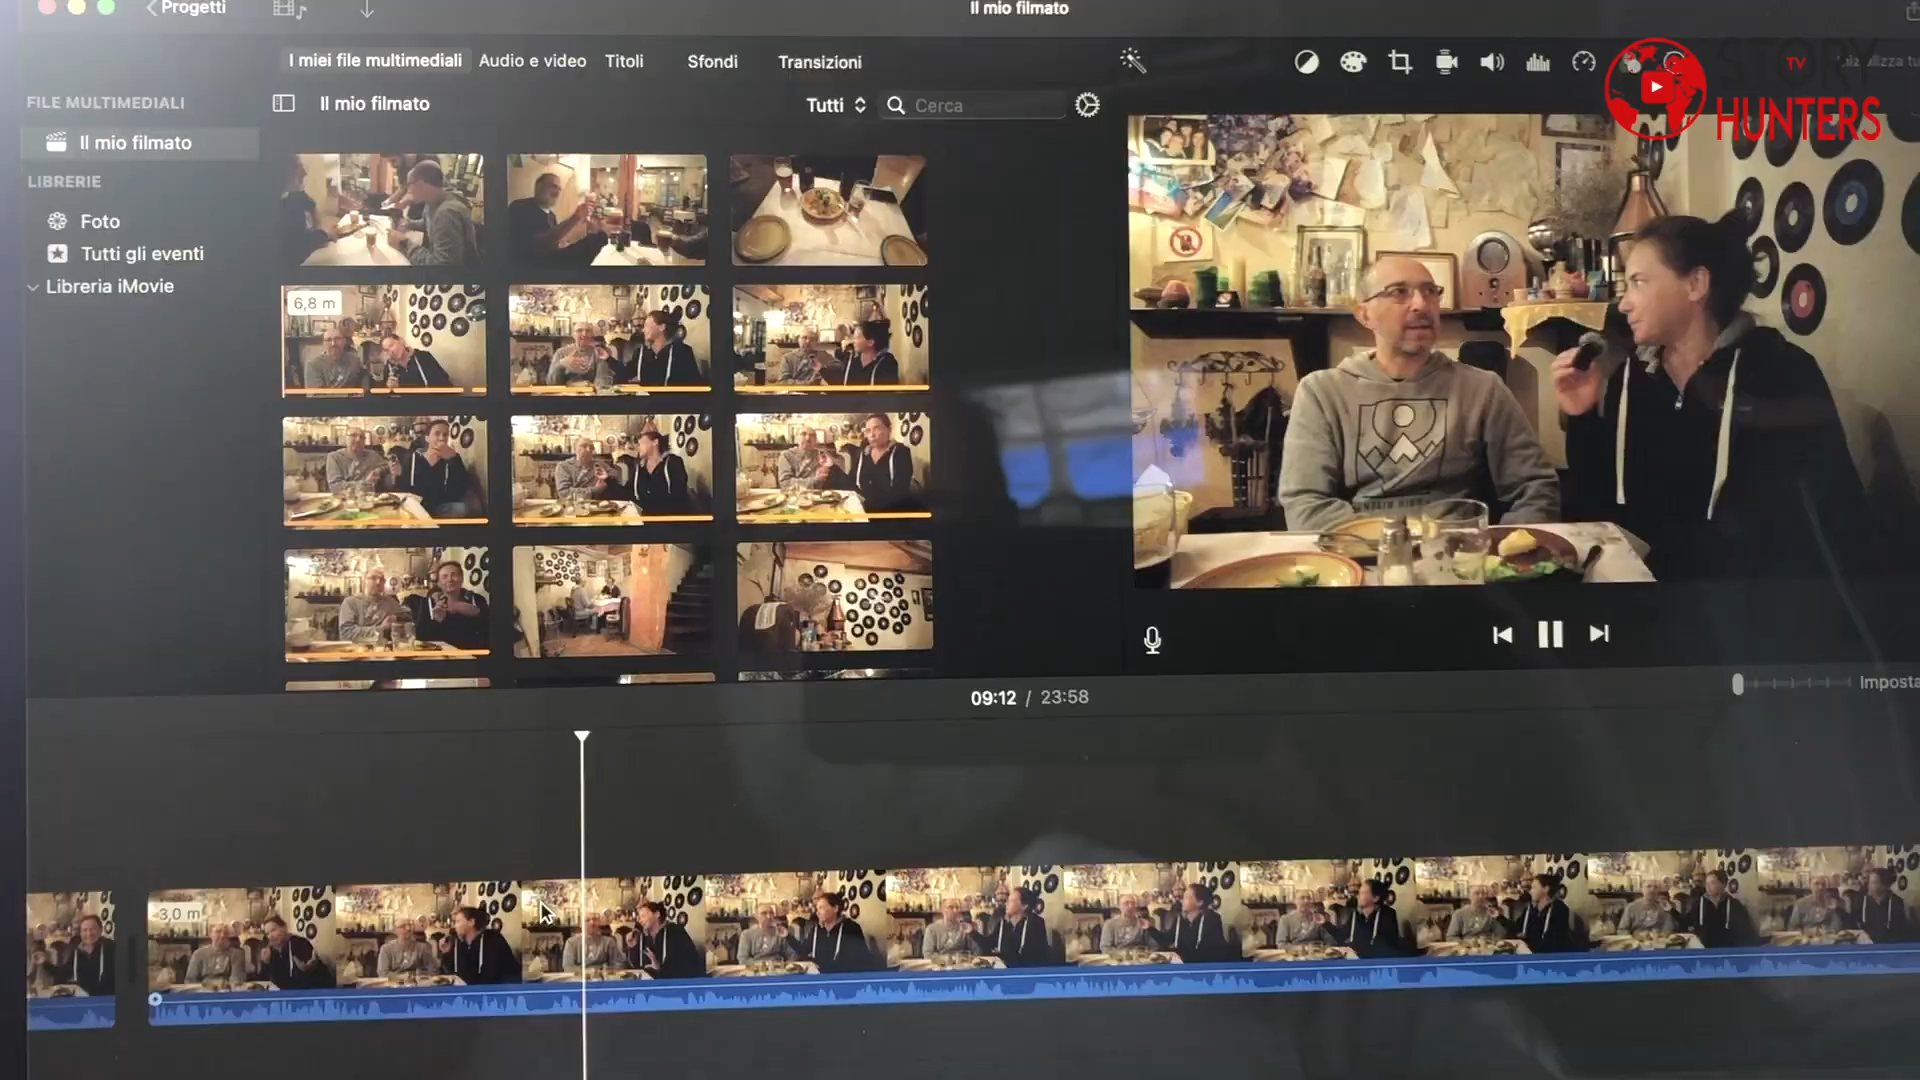 Progetti
Il mio filmato
I miei file multimediali
Audio e video
Titoli
Sfondi
Transizioni
FILE MULTIMEDIALI
Il mio filmato
Tutti
Cerca
Il mio filmato
LIBRERIE
Foto
Tutti gli eventi
Libreria iMovie
6,8 m
STORY
TV
HUNTERS
09:12 / 23:58
3,0 m